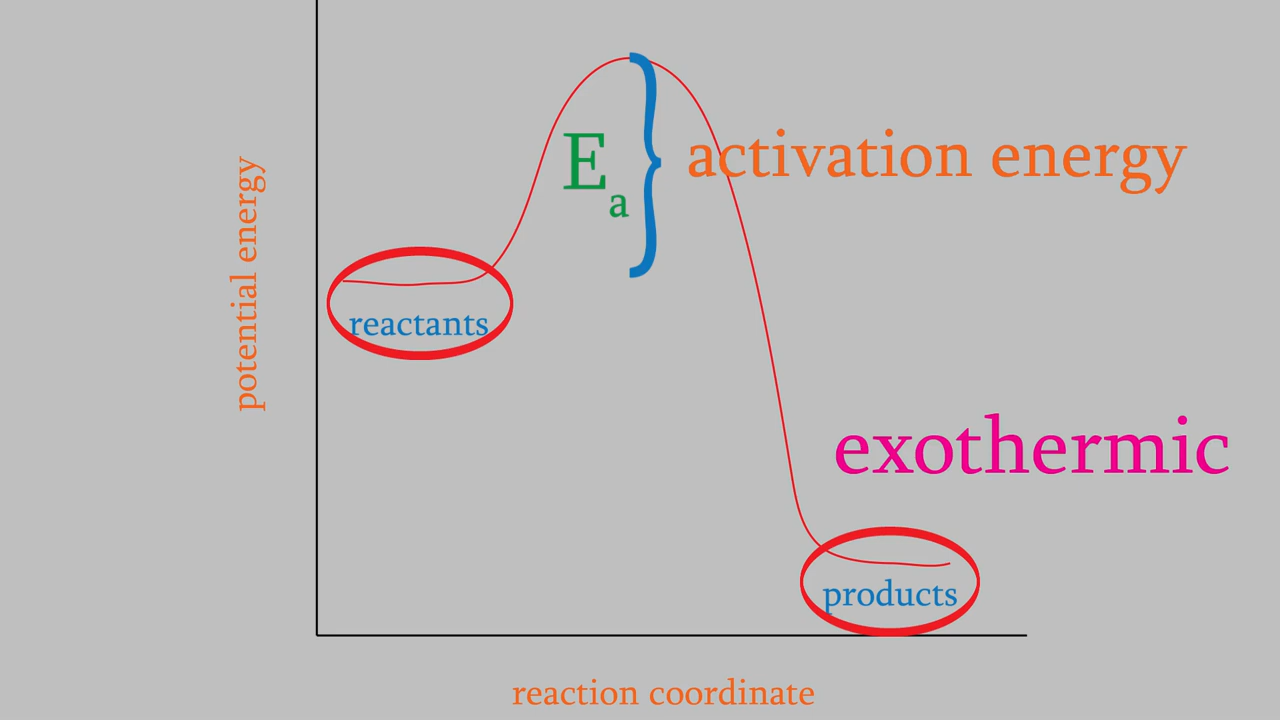 potential energy
Ea
activation energy
reactants
exothermic
products
reaction coordinate